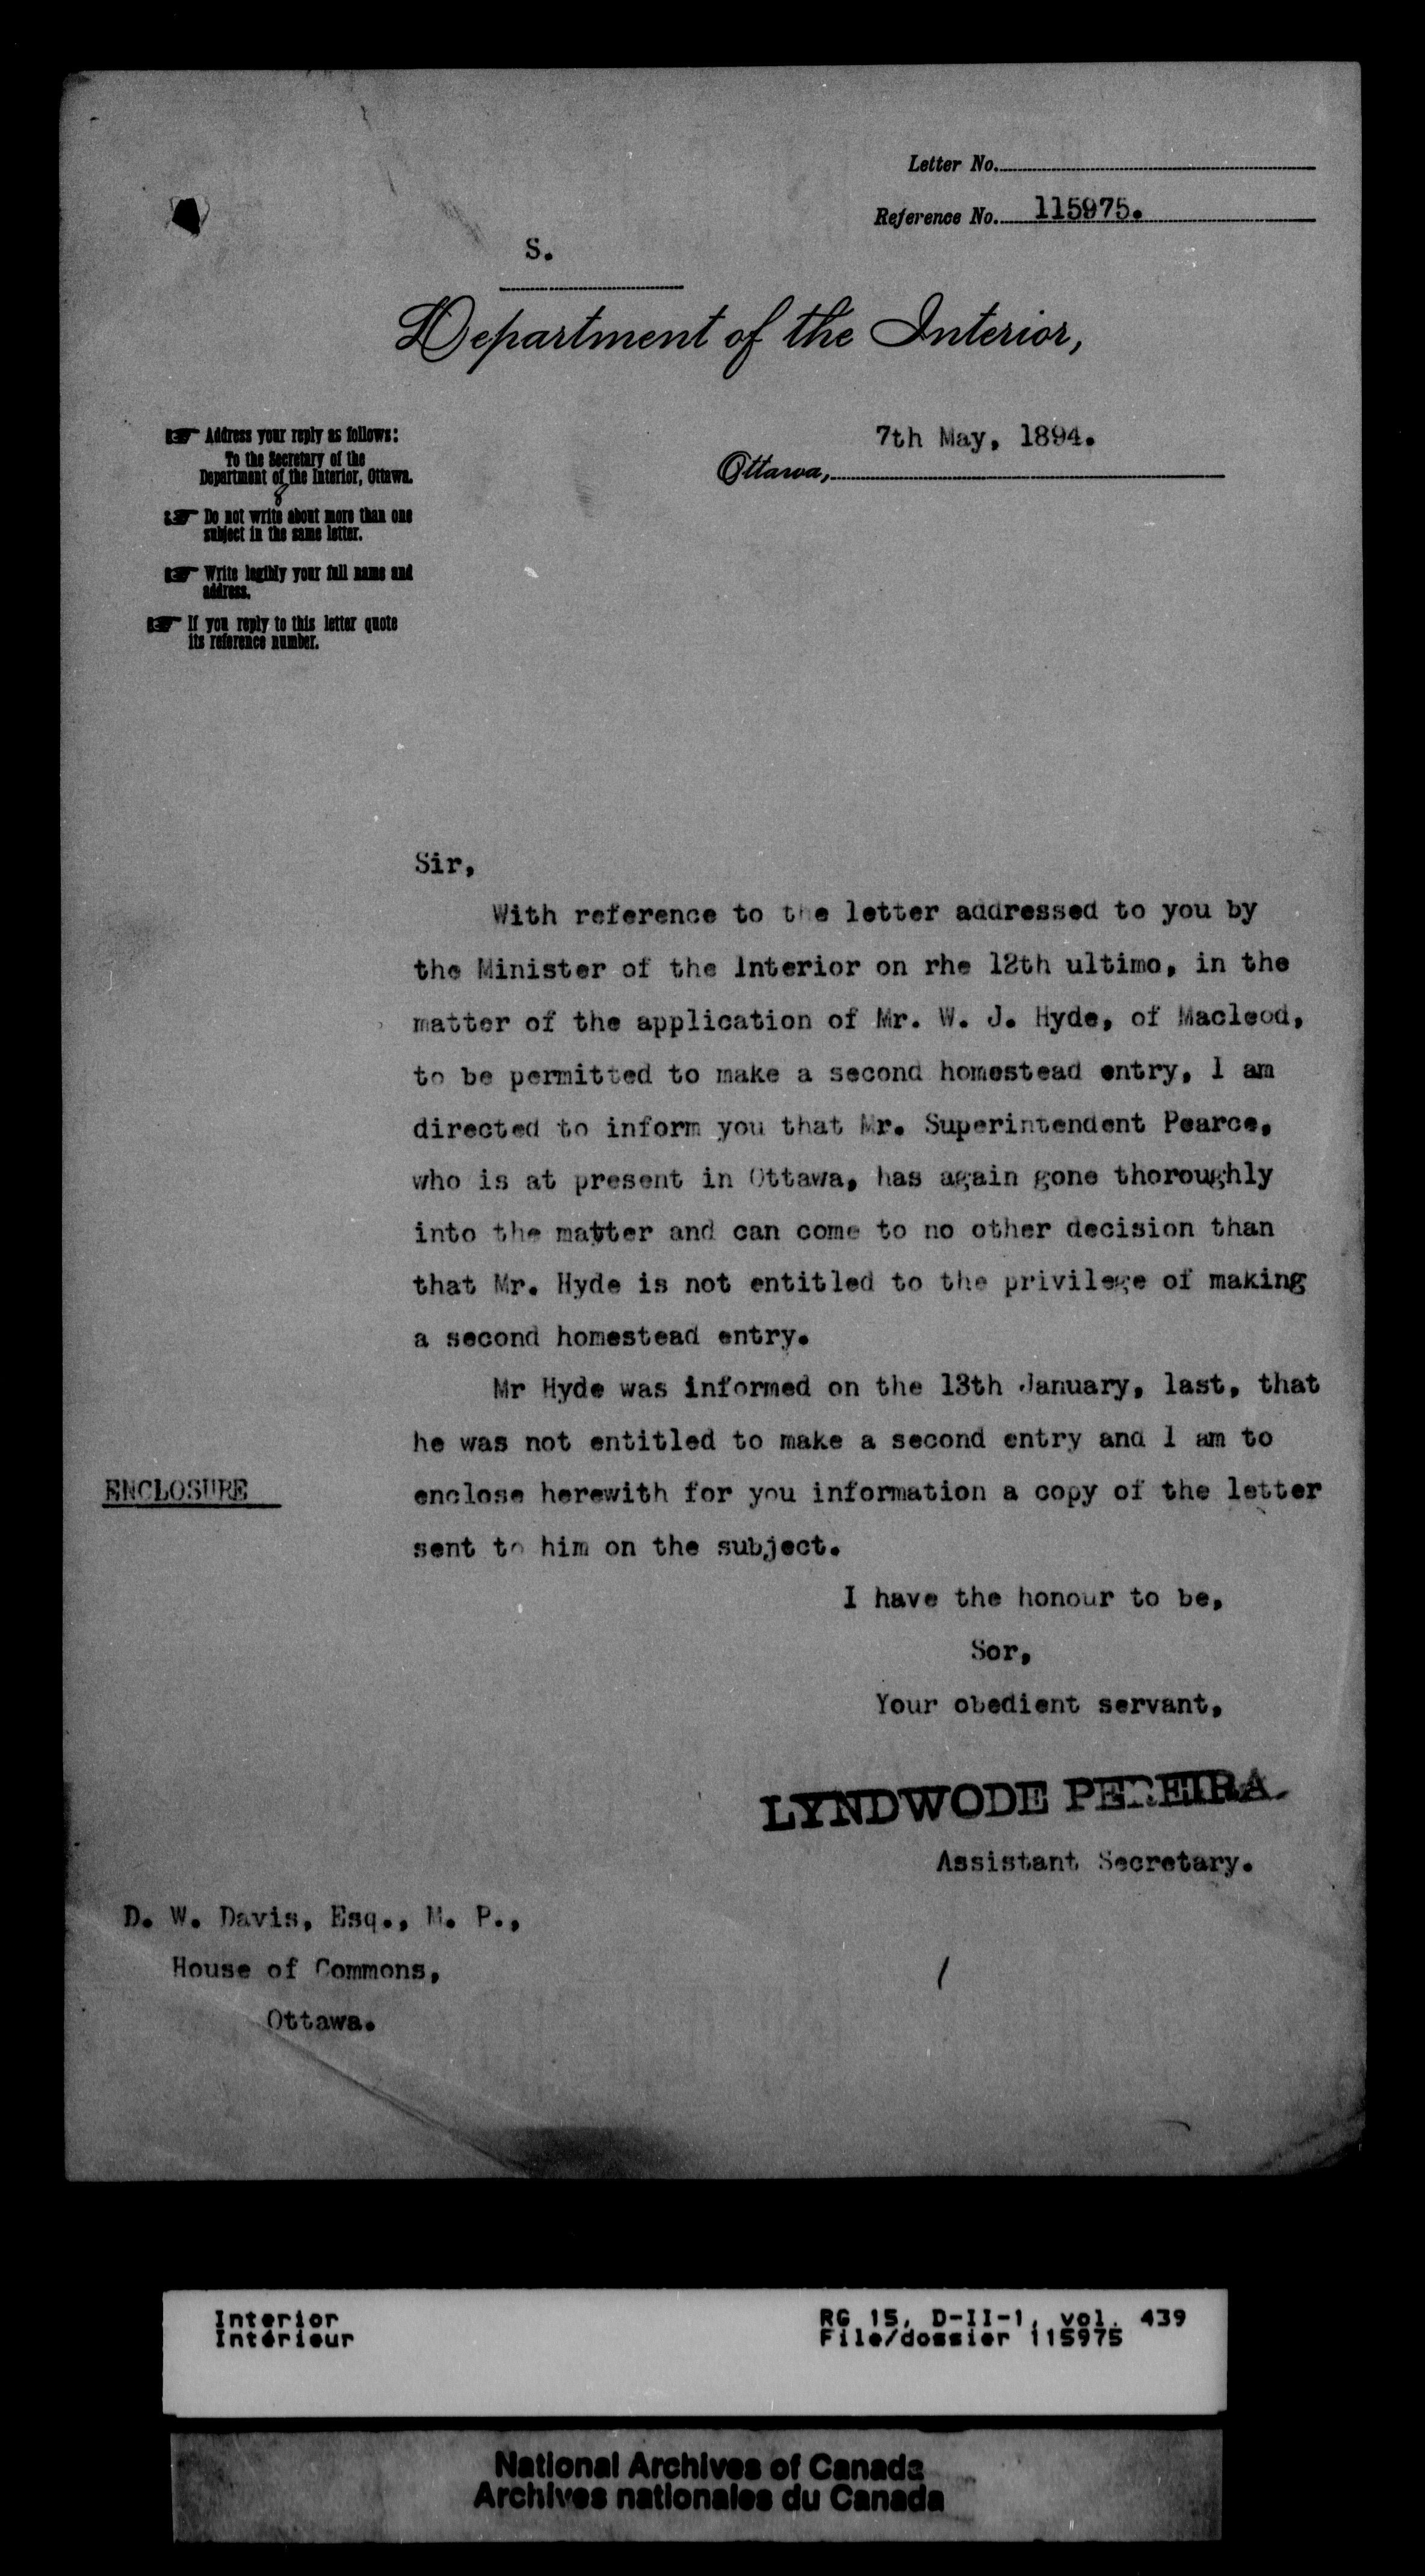 Letter No.
Reference No. 115975.
S.
Department of the Interior,
Address your reply as follows:
To the Secretary of the
Department of the Interior, Ottawa.
Do not write about more than one
subject in the same letter.
Write legibly your full name and
address.
If you reply to this letter quote
its reference number.
7th May, 1894.
Ottawa,
Sir,
With reference to the letter addressed to you by
the Minister of the Interior on rhe 12th ultimo, in the
matter of the application of Mr. W. J. Hyde, of Macleod,
to be permitted to make a second homestead entry, I am
directed to inform you that Mr. Superintendent Pearce,
who is at present in Ottawa, has again gone thoroughly
into the matter and can come to no other decision than
that Mr. Hyde is not entitled to the privilege of making
a second homestead entry.
Mr Hyde was informed on the 13th January, last, that
he was not entitled to make a second entry and I am to
ENCLOSURE
enclose herewith for you information a copy of the letter
sent to him on the subject.
I have the honour to be,
Sor,
Your obedient servant,
LYNDWODE PEREIRA.
Assistant Secretary.
D. W. Davis, Esq., M. P.,
House of Commons,
Ottawa.
Interior
Intérieur
RG 15, D-II-1, vol. 439
File/dossier 115975
National Archives of Canada
Archives nationales du Canada